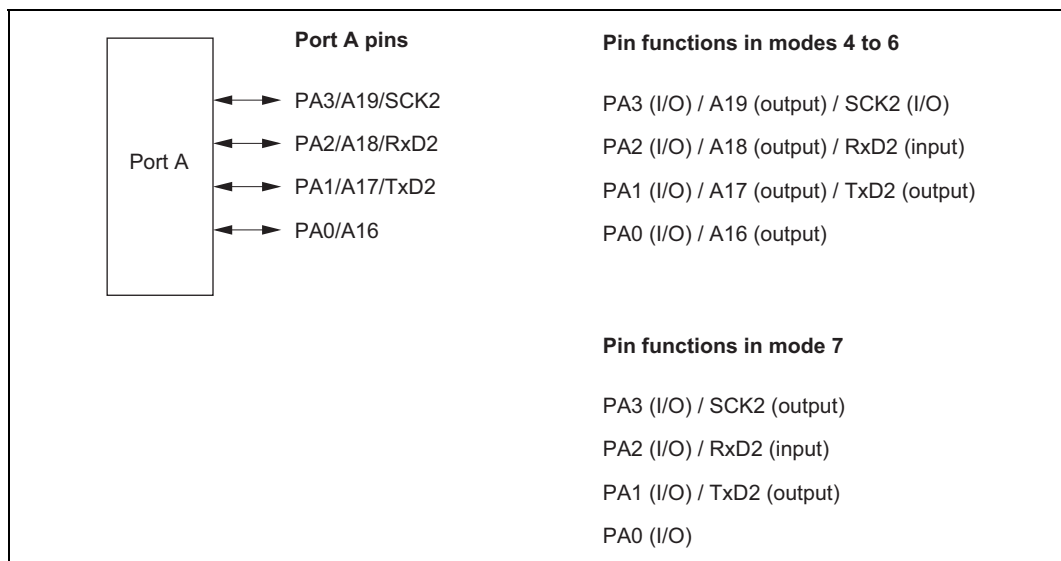 Port A
Port A pins
PA3/A19/SCK2
PA2/A18/RxD2
PA1/A17/TxD2
PA0/A16
Pin functions in modes 4 to 6
PA3 (I/O) / A19 (output) / SCK2 (I/O)
PA2 (I/O) / A18 (output) / RxD2 (input)
PA1 (I/O) / A17 (output) / TxD2 (output)
PA0 (I/O) / A16 (output)
Pin functions in mode 7
PA3 (I/O) / SCK2 (output)
PA2 (I/O) / RxD2 (input)
PA1 (I/O) / TxD2 (output)
PA0 (I/O)